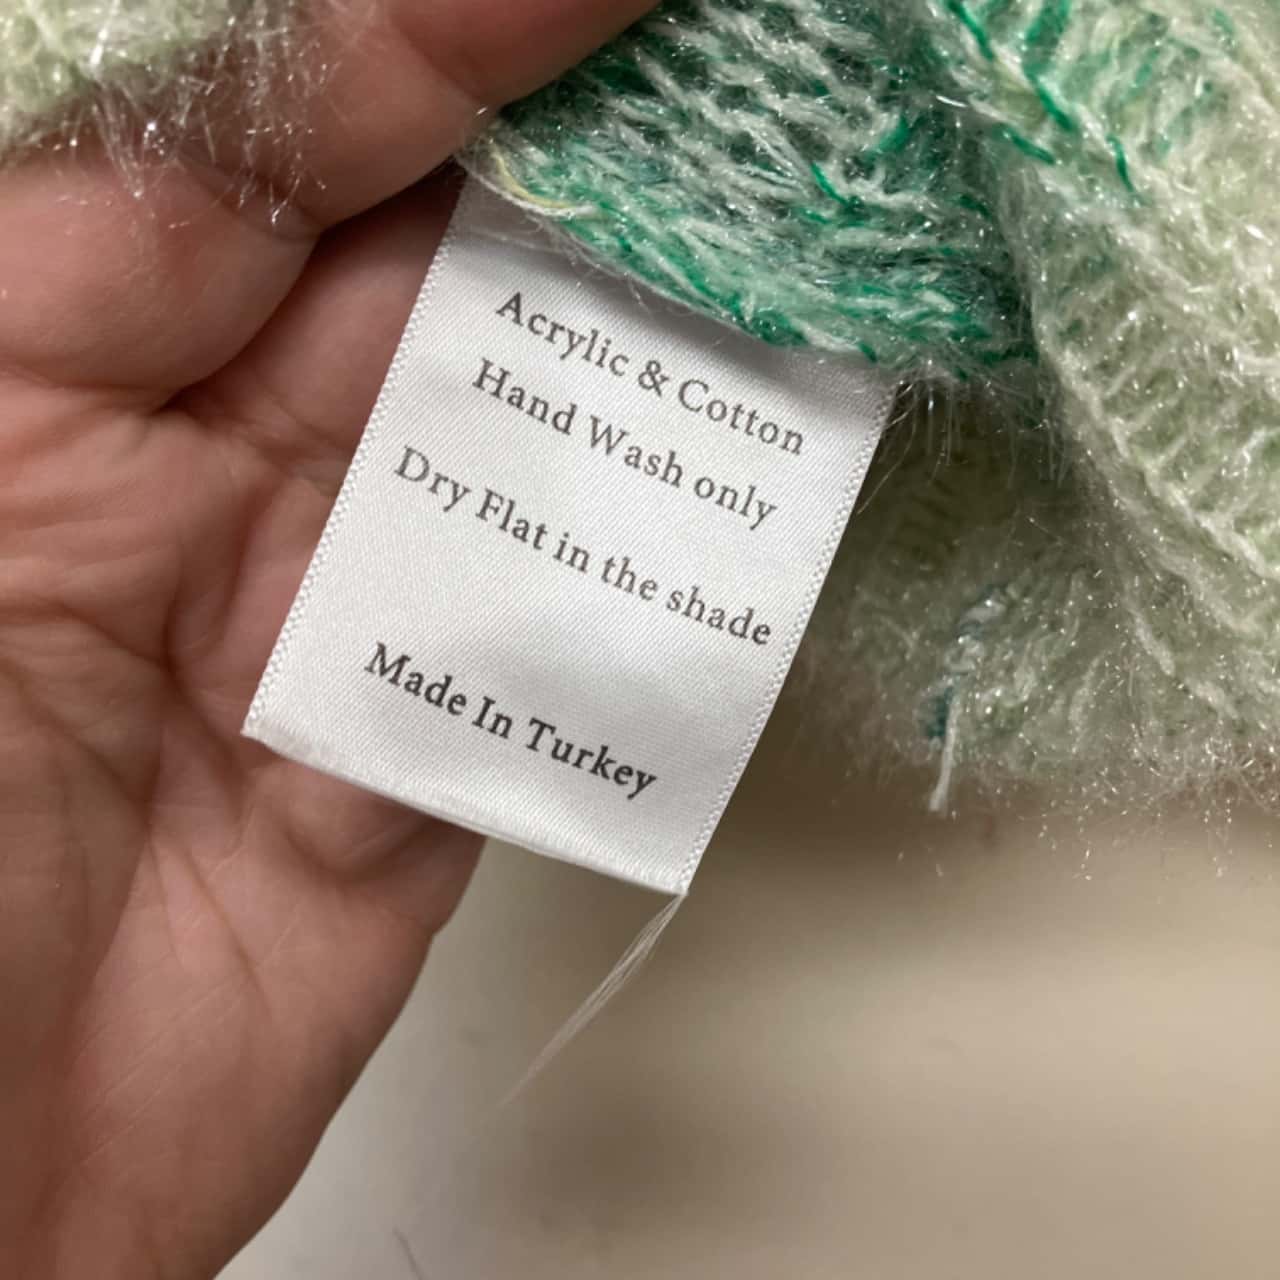 Acrylic & Cotton
Hand Wash only
Dry Flat in the shade
Made In Turkey